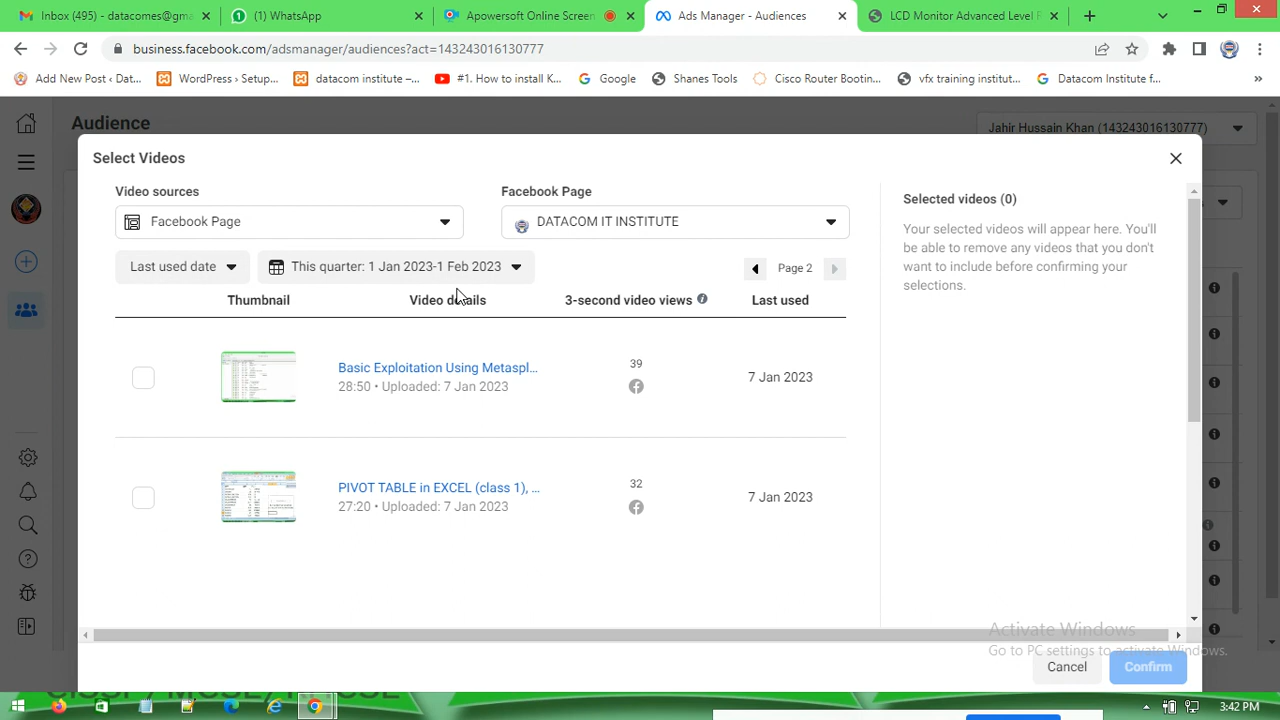 Inbox (495) - datacomes@gma
(1) WhatsApp
Apowersoft Online Screen
Ads Manager - Audiences
LCD Monitor Advanced Level R
business.facebook.com/adsmanager/audiences?act=143243016130777
Add New Post ‹ Dat...
WordPress › Setup...
datacom institute –...
#1. How to install K...
Google
Shanes Tools
Cisco Router Bootin...
vfx training institut...
Datacom Institute f...
»
Audience
Jahir Hussain Khan (143243016130777)
Select Videos
Video sources
Facebook Page
Facebook Page
DATACOM IT INSTITUTE
Last used date
This quarter: 1 Jan 2023-1 Feb 2023
Page 2
Thumbnail
Video details
3-second video views
Last used
Basic Exploitation Using Metaspl...
28:50 • Uploaded: 7 Jan 2023
39
7 Jan 2023
PIVOT TABLE in EXCEL (class 1), ...
27:20 • Uploaded: 7 Jan 2023
32
7 Jan 2023
Selected videos (0)
Your selected videos will appear here. You'll
be able to remove any videos that you don't
want to include before confirming your
selections.
Activate Windows
Go to PC settings to activate Windows.
Cancel
Confirm
3:42 PM